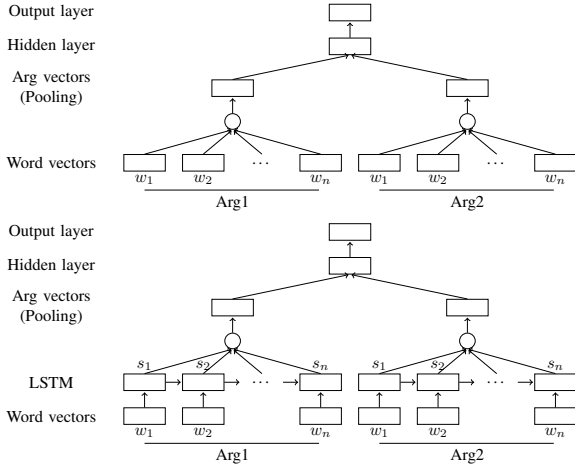 Output layer
Hidden layer
Arg vectors
(Pooling)
Word vectors
...
...
w1 w2 wn w1 w2 wn
Arg1 Arg2
Output layer
Hidden layer
Arg vectors
(Pooling)
s1 s2 sn s1 s2 sn
LSTM ... ...
Word vectors
w1 w2 wn w1 w2 wn
Arg1 Arg2